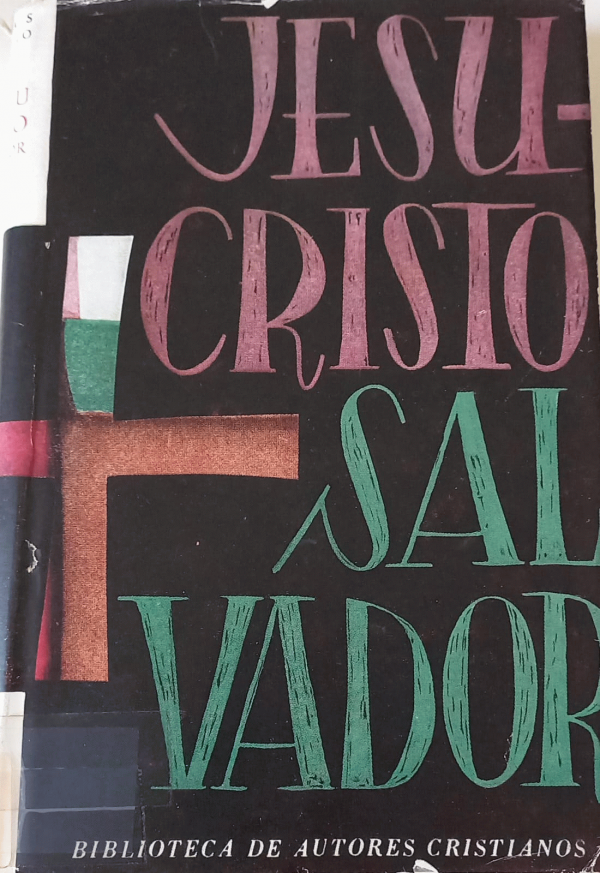 JESU-
CRISTO
SAL
VADOR
BIBLIOTECA DE AUTORES CRISTIANOS